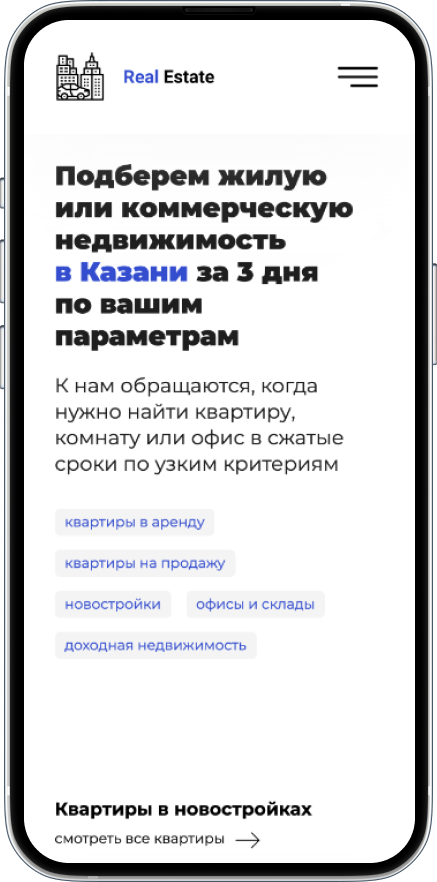 Real Estate
Подберем жилую
или коммерческую
недвижимость
в Казани за 3 дня
по вашим
параметрам
К нам обращаются, когда
нужно найти квартиру,
комнату или офис в сжатые
сроки по узким критериям
квартиры в аренду
квартиры на продажу
новостройки офисы и склады
доходная недвижимость
Квартиры в новостройках
смотреть все квартиры